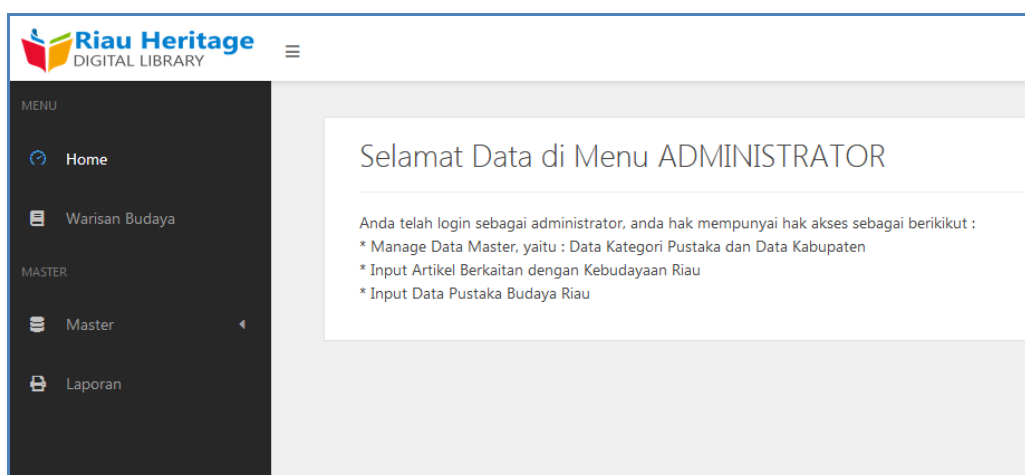 Riau Heritage
DIGITAL LIBRARY
MENU
Home
Warisan Budaya
MASTER
Master
Laporan
Selamat Data di Menu ADMINISTRATOR
Anda telah login sebagai administrator, anda hak mempunyai hak akses sebagai berikikut :
* Manage Data Master, yaitu : Data Kategori Pustaka dan Data Kabupaten
* Input Artikel Berkaitan dengan Kebudayaan Riau
* Input Data Pustaka Budaya Riau